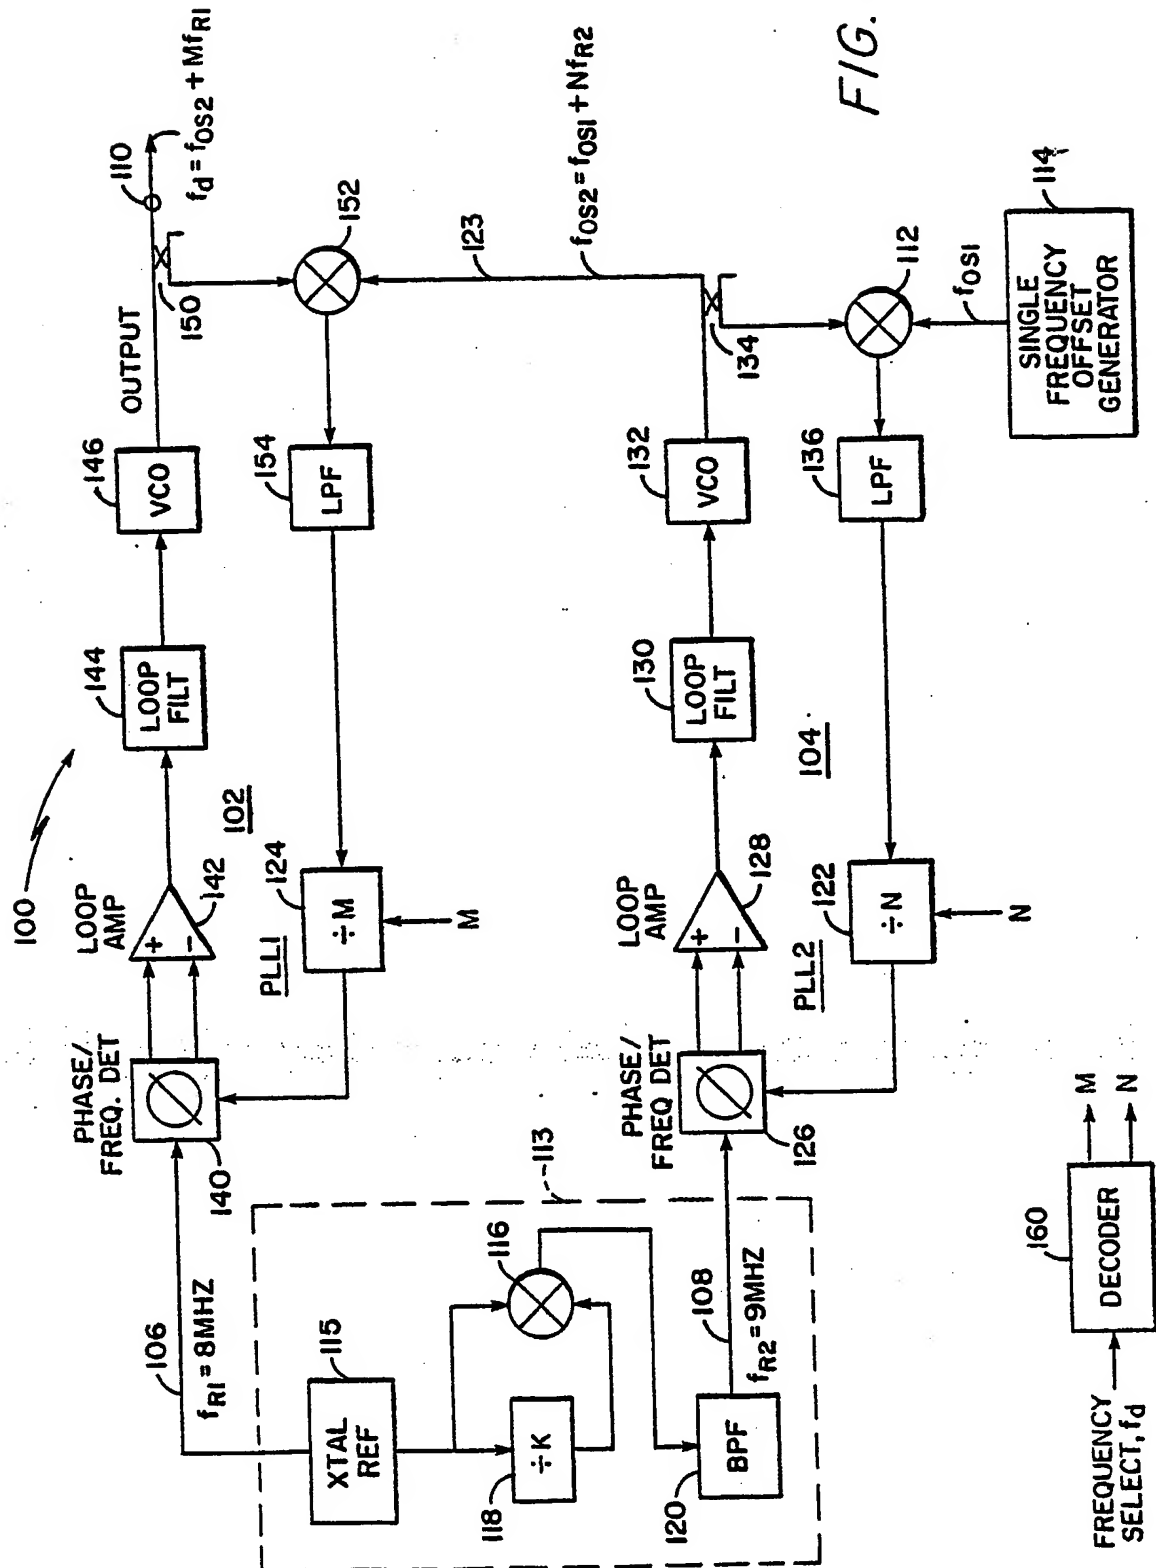 100
106
f_R1 = 8MHZ
PHASE/
FREQ. DET
140
LOOP
AMP
+
−
142
144
LOOP
FILT
146
VCO
OUTPUT
150
110
f_d = f_OS2 + Mf_R1
102
PLL1
124
÷M
M
154
LPF
152
123
f_OS2 = f_OS1 + Nf_R2
113
115
XTAL
REF
116
118
÷K
120
BPF
108
f_R2 = 9MHZ
PHASE/
FREQ DET
126
LOOP
AMP
+
−
128
130
LOOP
FILT
132
VCO
134
104
PLL2
122
÷N
N
136
LPF
112
f_OS1
114
SINGLE
FREQUENCY
OFFSET
GENERATOR
160
DECODER
FREQUENCY
SELECT, f_d
M
N
FIG.